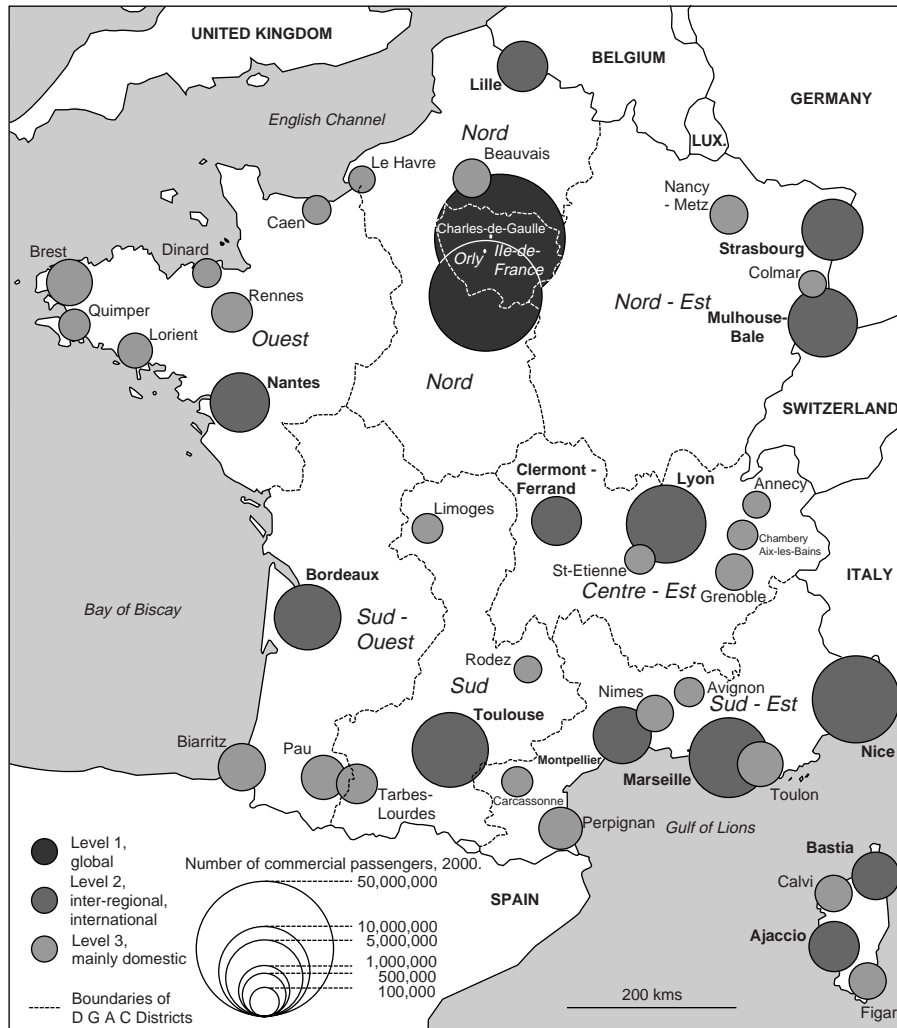 UNITED KINGDOM
BELGIUM
GERMANY
LUX.
Lille
English Channel
Nord
Beauvais
Le Havre
Caen
Nancy
- Metz
Charles-de-Gaulle
Orly
Ile-de-
France
Strasbourg
Colmar
Brest
Dinard
Rennes
Quimper
Lorient
Ouest
Nord - Est
Mulhouse-
Bale
Nord
Nantes
SWITZERLAND
Clermont -
Ferrand
Lyon
Annecy
Limoges
Chambery
Aix-les-Bains
St-Etienne
Grenoble
Centre - Est
ITALY
Bordeaux
Bay of Biscay
Sud -
Ouest
Rodez
Sud
Nimes
Avignon
Sud - Est
Toulouse
Biarritz
Pau
Montpellier
Nice
Marseille
Toulon
Tarbes-
Lourdes
Carcassonne
Perpignan
Gulf of Lions
Bastia
Calvi
Ajaccio
Figari
SPAIN
Level 1,
global
Level 2,
inter-regional,
international
Level 3,
mainly domestic
Boundaries of
D G A C Districts
Number of commercial passengers, 2000.
50,000,000
10,000,000
5,000,000
1,000,000
500,000
100,000
200 kms